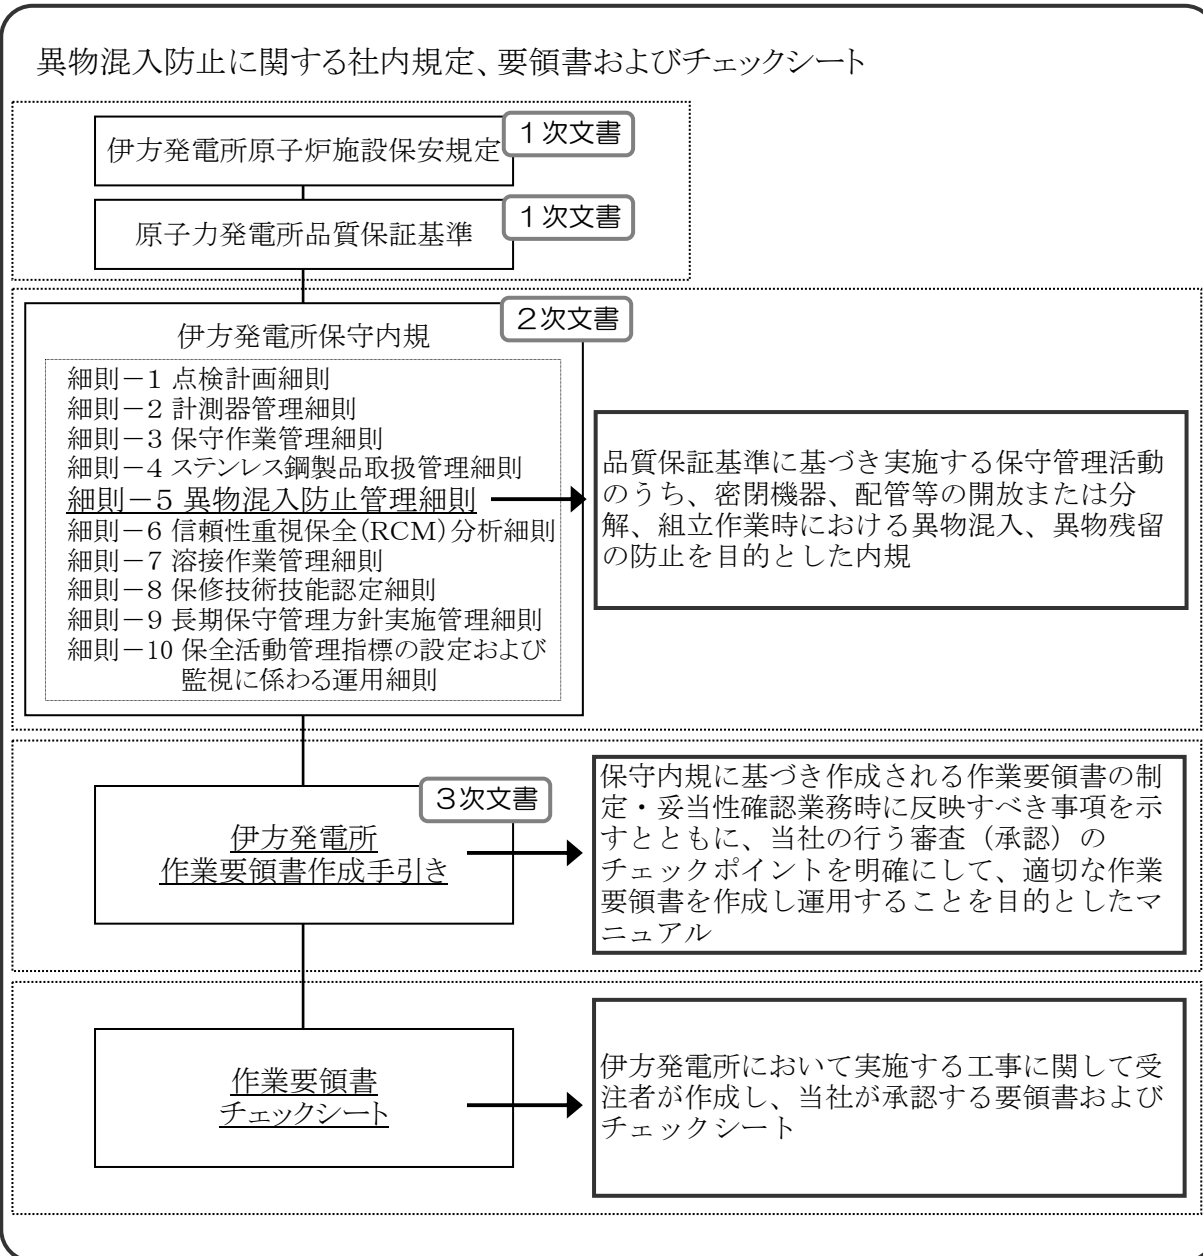 異物混入防止に関する社内規定、要領書およびチェックシート
１次文書
伊方発電所原子炉施設保安規定
１次文書
原子力発電所品質保証基準
２次文書
伊方発電所保守内規
細則－１ 点検計画細則
細則－２ 計測器管理細則
細則－３ 保守作業管理細則
細則－４ ステンレス鋼製品取扱管理細則
細則－５ 異物混入防止管理細則
細則－６ 信頼性重視保全(RCM)分析細則
細則－７ 溶接作業管理細則
細則－８ 保修技術技能認定細則
細則－９ 長期保守管理方針実施管理細則
細則－10 保全活動管理指標の設定および
監視に係わる運用細則
品質保証基準に基づき実施する保守管理活動
のうち、密閉機器、配管等の開放または分
解、組立作業時における異物混入、異物残留
の防止を目的とした内規
３次文書
伊方発電所
作業要領書作成手引き
保守内規に基づき作成される作業要領書の制
定・妥当性確認業務時に反映すべき事項を示
すとともに、当社の行う審査（承認）の
チェックポイントを明確にして、適切な作業
要領書を作成し運用することを目的としたマ
ニュアル
作業要領書
チェックシート
伊方発電所において実施する工事に関して受
注者が作成し、当社が承認する要領書および
チェックシート